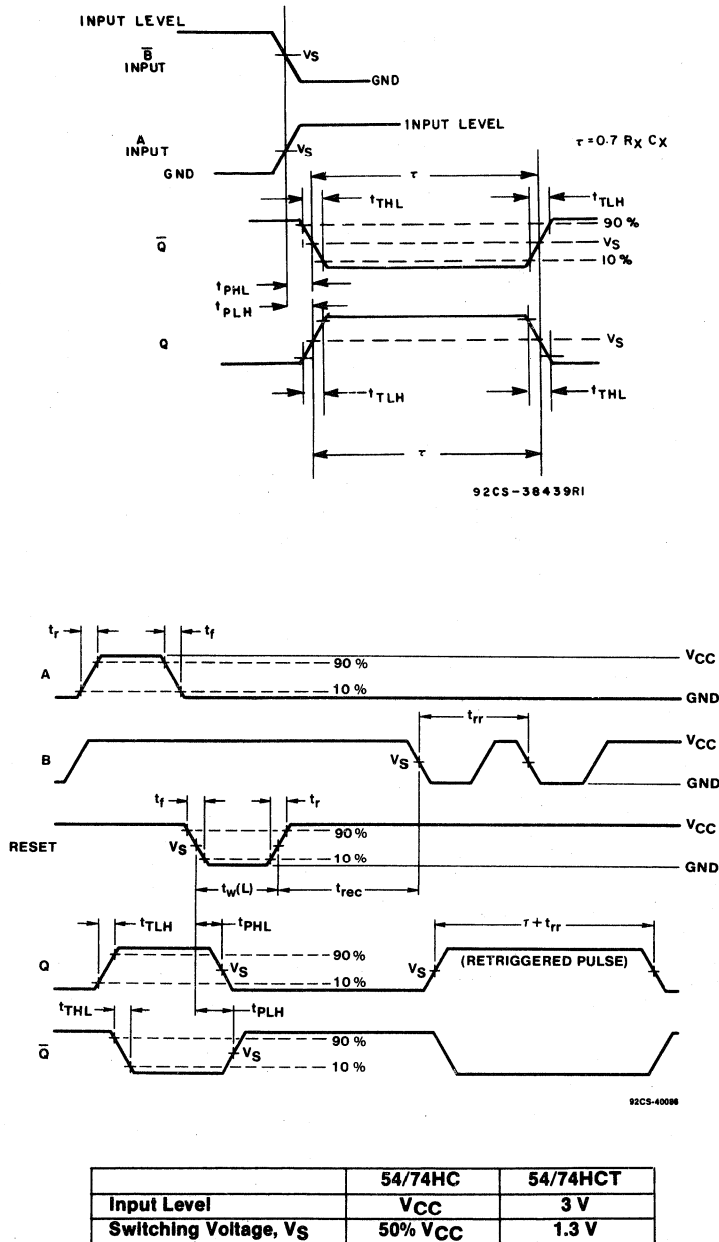 INPUT LEVEL
B̅
INPUT
VS
GND
A
INPUT
INPUT LEVEL
VS
GND
τ = 0.7 RX CX
τ
tTHL
tTLH
90 %
Q̅
VS
10 %
tPHL
tPLH
Q
VS
tTLH
tTHL
τ
92CS-38439R1
tr
tf
VCC
A
90 %
10 %
GND
trr
VCC
B
VS
GND
tf
tr
VCC
90 %
RESET
VS
10 %
GND
tw(L)
trec
tTLH
tPHL
τ + trr
90 %
Q
VS
VS
(RETRIGGERED PULSE)
10 %
tTHL
tPLH
90 %
Q̅
VS
10 %
92CS-40086
54/74HC 54/74HCT
Input Level VCC 3 V
Switching Voltage, VS 50% VCC 1.3 V